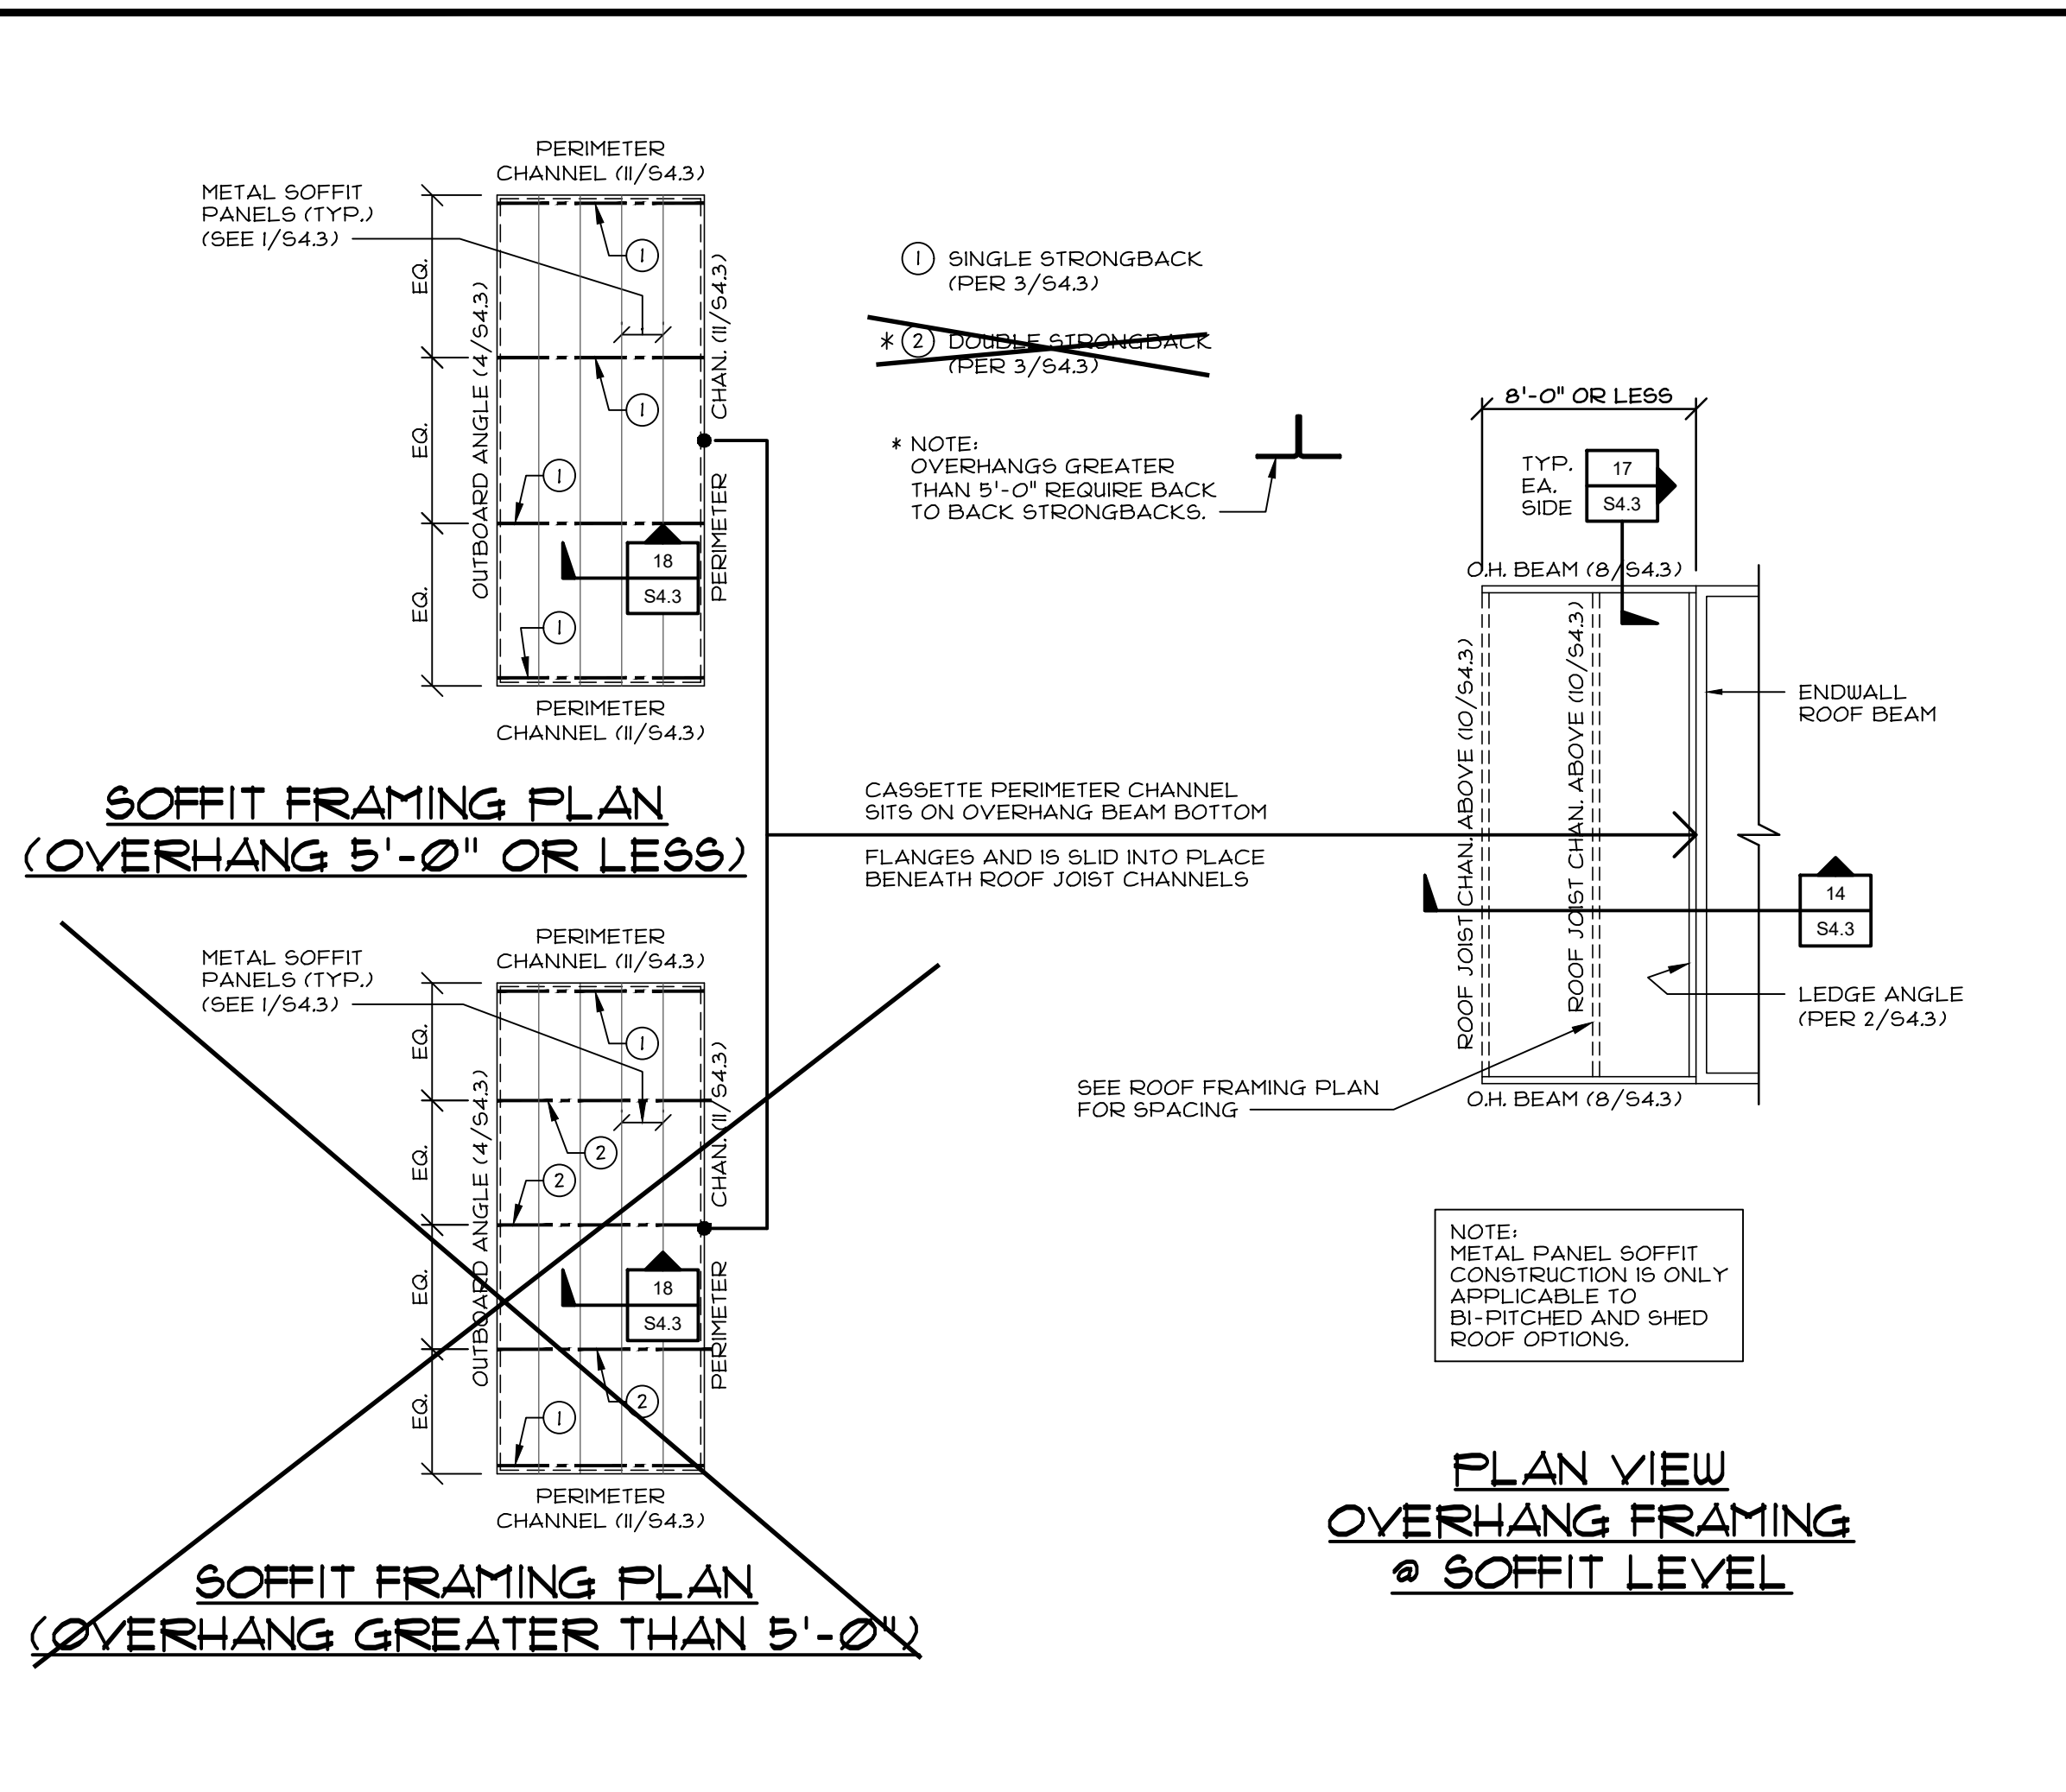 PERIMETER
CHANNEL (11/S4.3)
METAL SOFFIT
PANELS (TYP.)
(SEE 1/S4.3)
EQ.
EQ.
EQ.
OUTBOARD ANGLE (4/S4.3)
1
1
1
1
18
S4.3
PERIMETER CHAN. (11/S4.3)
PERIMETER
CHANNEL (11/S4.3)
SOFFIT FRAMING PLAN
(OVERHANG 5'-0" OR LESS)
1 SINGLE STRONGBACK
(PER 3/S4.3)
* 2 DOUBLE STRONGBACK
(PER 3/S4.3)
* NOTE:
OVERHANGS GREATER
THAN 5'-0" REQUIRE BACK
TO BACK STRONGBACKS.
CASSETTE PERIMETER CHANNEL
SITS ON OVERHANG BEAM BOTTOM
FLANGES AND IS SLID INTO PLACE
BENEATH ROOF JOIST CHANNELS
PERIMETER
CHANNEL (11/S4.3)
METAL SOFFIT
PANELS (TYP.)
(SEE 1/S4.3)
EQ.
EQ.
EQ.
EQ.
OUTBOARD ANGLE (4/S4.3)
1
2
2
18
S4.3
2
1
PERIMETER CHAN. (11/S4.3)
PERIMETER
CHANNEL (11/S4.3)
SOFFIT FRAMING PLAN
(OVERHANG GREATER THAN 5'-0")
8'-0" OR LESS
TYP.
EA.
SIDE
17
S4.3
O.H. BEAM (8/S4.3)
ROOF JOIST CHAN. ABOVE (10/S4.3)
ROOF JOIST CHAN. ABOVE (10/S4.3)
ENDWALL
ROOF BEAM
14
S4.3
LEDGE ANGLE
(PER 2/S4.3)
SEE ROOF FRAMING PLAN
FOR SPACING
O.H. BEAM (8/S4.3)
NOTE:
METAL PANEL SOFFIT
CONSTRUCTION IS ONLY
APPLICABLE TO
BI-PITCHED AND SHED
ROOF OPTIONS.
PLAN VIEW
OVERHANG FRAMING
@ SOFFIT LEVEL